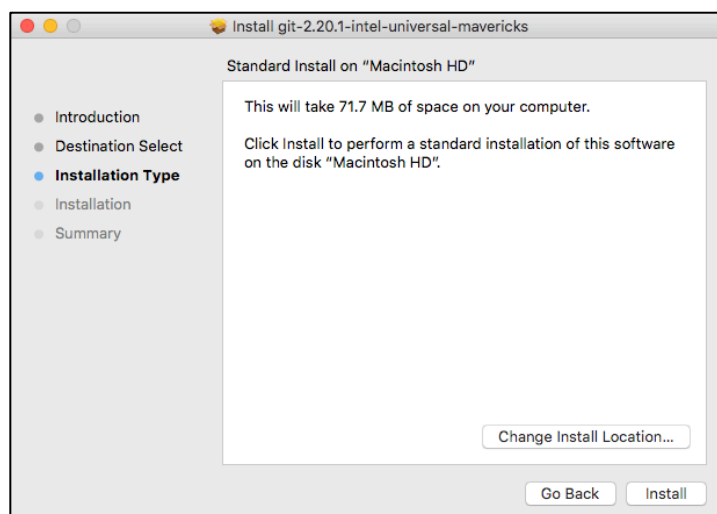 Install git-2.20.1-intel-universal-mavericks
Standard Install on “Macintosh HD”
Introduction
Destination Select
Installation Type
Installation
Summary
This will take 71.7 MB of space on your computer.
Click Install to perform a standard installation of this software
on the disk “Macintosh HD”.
Change Install Location...
Go Back
Install